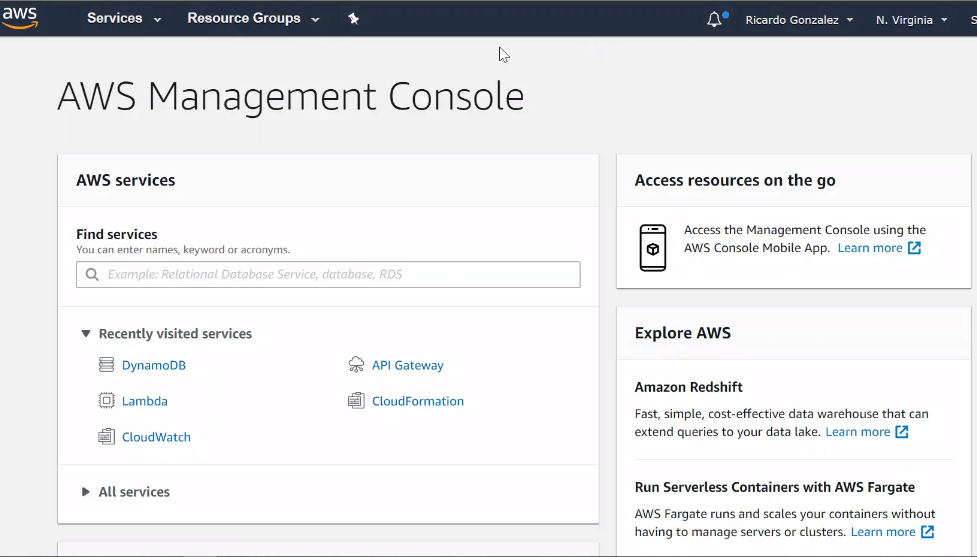 aws Services Resource Groups Ricardo Gonzalez N. Virginia S
AWS Management Console
AWS services
Find services
You can enter names, keyword or acronyms.
Example: Relational Database Service, database, RDS
Recently visited services
DynamoDB
API Gateway
Lambda
CloudFormation
CloudWatch
All services
Access resources on the go
Access the Management Console using the
AWS Console Mobile App. Learn more
Explore AWS
Amazon Redshift
Fast, simple, cost-effective data warehouse that can
extend queries to your data lake. Learn more
Run Serverless Containers with AWS Fargate
AWS Fargate runs and scales your containers without
having to manage servers or clusters. Learn more